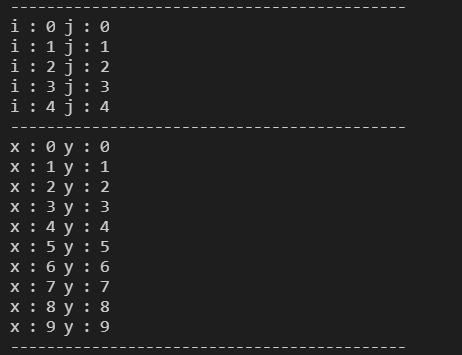 --------------------------------------------
i : 0 j : 0
i : 1 j : 1
i : 2 j : 2
i : 3 j : 3
i : 4 j : 4
--------------------------------------------
x : 0 y : 0
x : 1 y : 1
x : 2 y : 2
x : 3 y : 3
x : 4 y : 4
x : 5 y : 5
x : 6 y : 6
x : 7 y : 7
x : 8 y : 8
x : 9 y : 9
--------------------------------------------